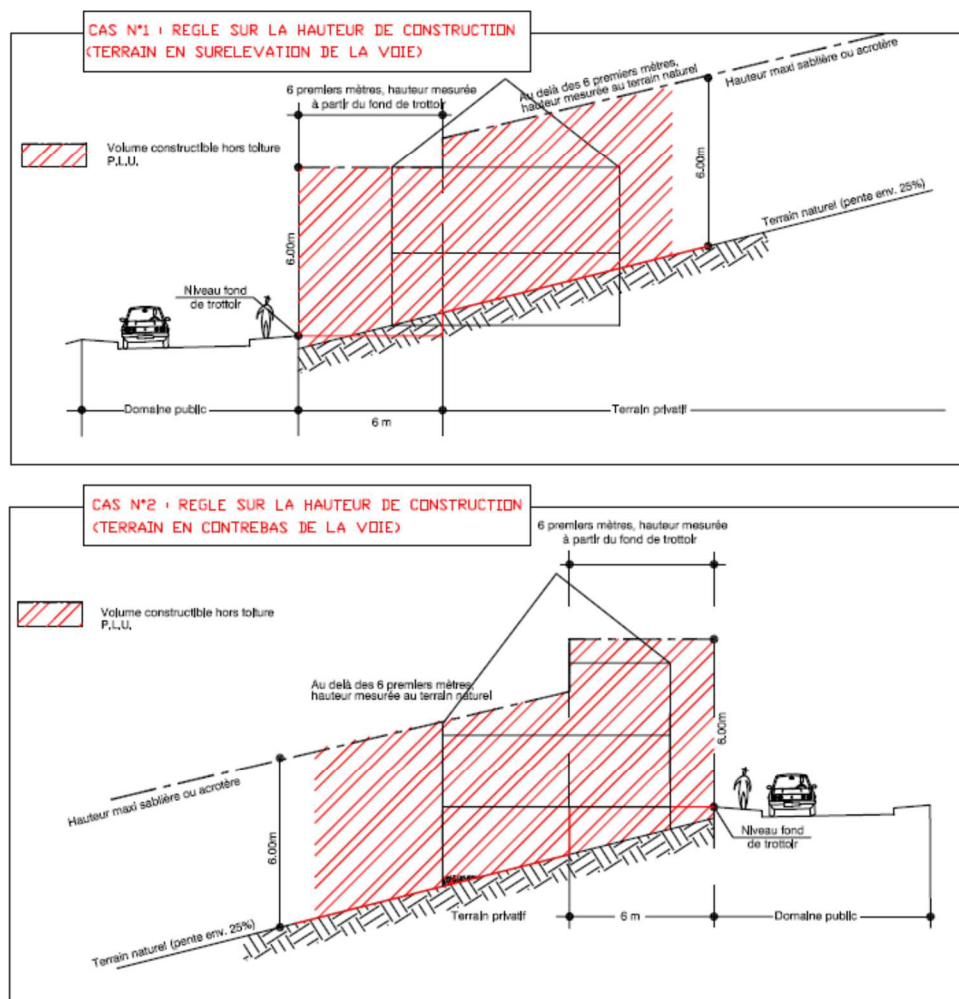 CAS N°1 : REGLE SUR LA HAUTEUR DE CONSTRUCTION
(TERRAIN EN SURELEVATION DE LA VOIE)
6 premiers mètres, hauteur mesurée
à partir du fond de trottoir
Au delà des 6 premiers mètres,
hauteur mesurée au terrain naturel
Hauteur maxi sablière ou acrotère
Volume constructible hors toiture
P.L.U.
6.00m
6.00m
Terrain naturel (pente env. 25%)
Niveau fond
de trottoir
Domaine public
6 m
Terrain privatif
CAS N°2 : REGLE SUR LA HAUTEUR DE CONSTRUCTION
(TERRAIN EN CONTREBAS DE LA VOIE)
6 premiers mètres, hauteur mesurée
à partir du fond de trottoir
Volume constructible hors toiture
P.L.U.
Au delà des 6 premiers mètres,
hauteur mesurée au terrain naturel
Hauteur maxi sablière ou acrotère
6.00m
6.00m
Niveau fond
de trottoir
Terrain naturel (pente env. 25%)
Terrain privatif
6 m
Domaine public